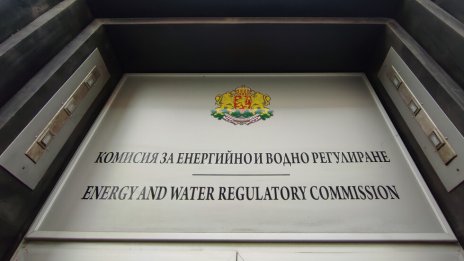 КОМИСИЯ ЗА ЕНЕРГИЙНО И ВОДНО РЕГУЛИРАНЕ
ENERGY AND WATER REGULATORY COMMISSION